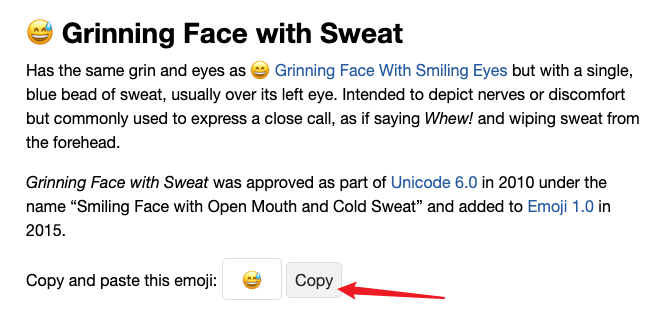 😅 Grinning Face with Sweat
Has the same grin and eyes as 😄 Grinning Face With Smiling Eyes but with a single,
blue bead of sweat, usually over its left eye. Intended to depict nerves or discomfort
but commonly used to express a close call, as if saying Whew! and wiping sweat from
the forehead.
Grinning Face with Sweat was approved as part of Unicode 6.0 in 2010 under the
name “Smiling Face with Open Mouth and Cold Sweat” and added to Emoji 1.0 in
2015.
Copy and paste this emoji: 😅 Copy